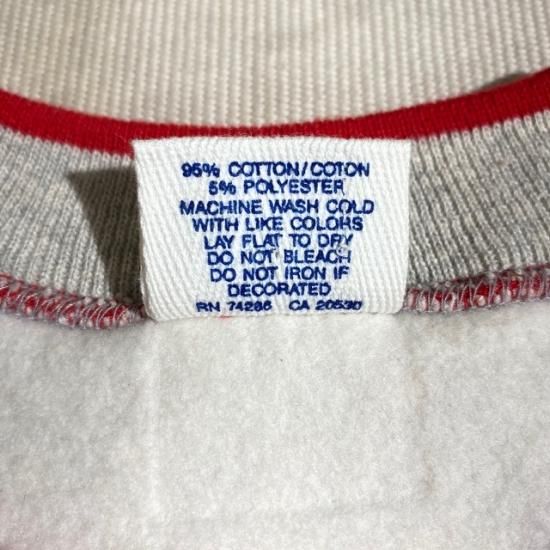 95% COTTON/COTON
5% POLYESTER
MACHINE WASH COLD
WITH LIKE COLORS
LAY FLAT TO DRY
DO NOT BLEACH
DO NOT IRON IF
DECORATED
RN 74286 CA 20530